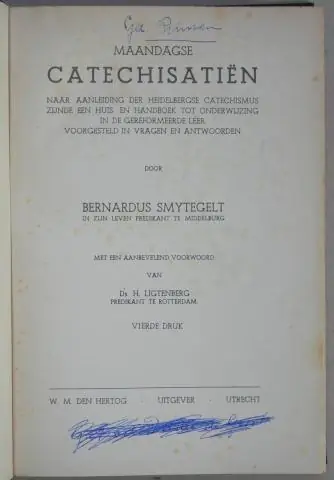 MAANDAGSE
CATECHISATIËN
NAAR AANLEIDING DER HEIDELBERGSE CATECHISMUS
ZIJNDE EEN HUIS EN HANDBOEK TOT ONDERWIJZING
IN DE GEREFORMEERDE LEER.
VOORGESTELD IN VRAGEN EN ANTWOORDEN
DOOR
BERNARDUS SMYTEGELT
IN ZIJN LEVEN PREDIKANT TE MIDDELBURG
MET EEN AANBEVELEND VOORWOORD
VAN
Ds H. LIGTENBERG
PREDIKANT TE ROTTERDAM.
VIERDE DRUK
W. M. DEN HERTOG - UITGEVER - UTRECHT